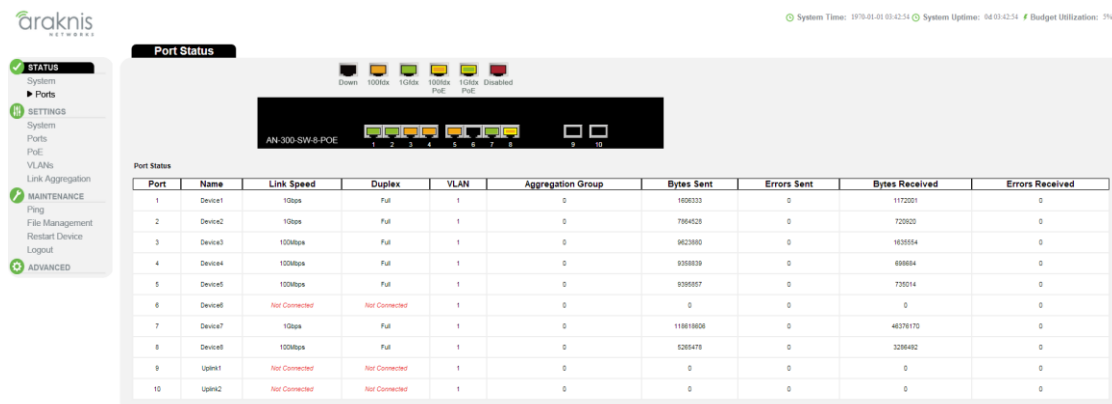 araknis
NETWORKS
System Time: 1970-01-01 03:42:54 System Uptime: 0d 03:42:54 Budget Utilization: 5%
Port Status
STATUS
System
Ports
SETTINGS
System
Ports
PoE
VLANs
Link Aggregation
MAINTENANCE
Ping
File Management
Restart Device
Logout
ADVANCED
Down 100fdx 1Gfdx 100fdx PoE 1Gfdx PoE Disabled
AN-300-SW-8-POE
1 2 3 4 5 6 7 8 9 10
Port Status
Port Name Link Speed Duplex VLAN Aggregation Group Bytes Sent Errors Sent Bytes Received Errors Received
1 Device1 1Gbps Full 1 0 1606333 0 1172001 0
2 Device2 1Gbps Full 1 0 7664526 0 720920 0
3 Device3 100Mbps Full 1 0 9623680 0 1635554 0
4 Device4 100Mbps Full 1 0 9358839 0 698684 0
5 Device5 100Mbps Full 1 0 9395857 0 735014 0
6 Device6 Not Connected Not Connected 1 0 0 0 0 0
7 Device7 1Gbps Full 1 0 118618606 0 46376170 0
8 Device8 100Mbps Full 1 0 5265478 0 3286492 0
9 Uplink1 Not Connected Not Connected 1 0 0 0 0 0
10 Uplink2 Not Connected Not Connected 1 0 0 0 0 0